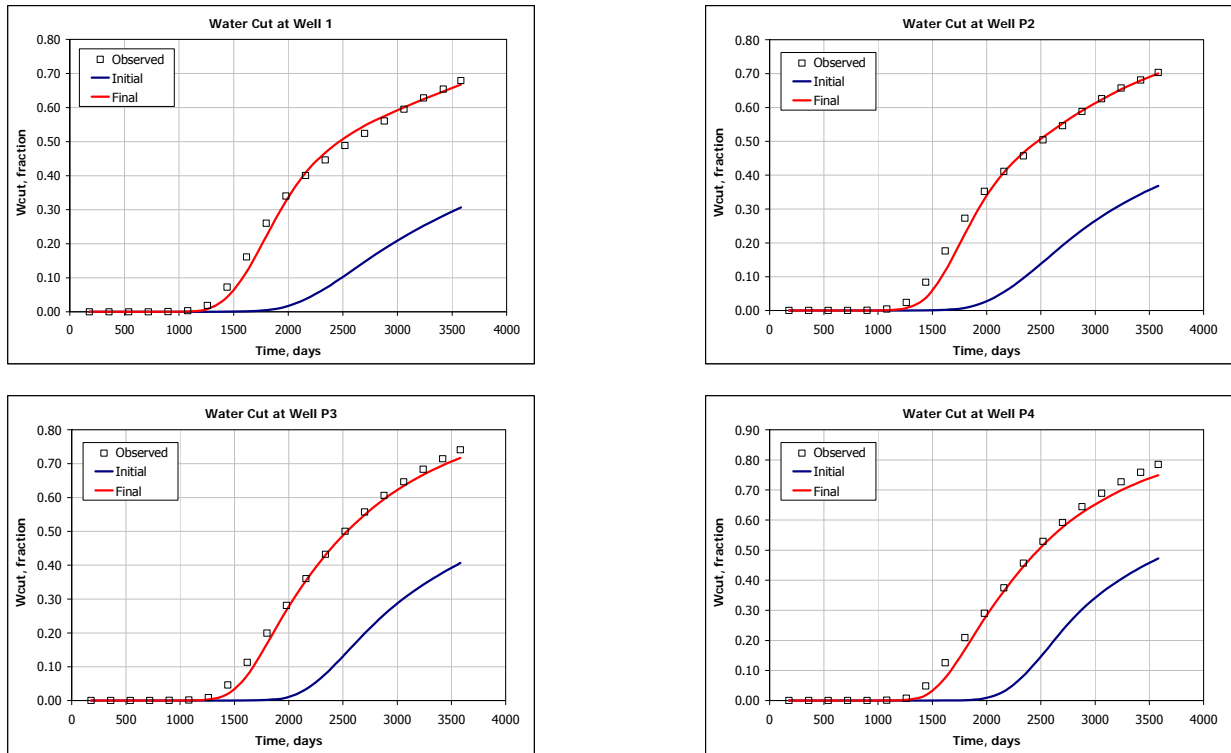 Water Cut at Well 1
0.80
0.70
0.60
0.50
0.40
0.30
0.20
0.10
0.00
Wcut, fraction
Observed
Initial
Final
0 500 1000 1500 2000 2500 3000 3500 4000
Time, days
Water Cut at Well P2
0.80
0.70
0.60
0.50
0.40
0.30
0.20
0.10
0.00
Wcut, fraction
Observed
Initial
Final
0 500 1000 1500 2000 2500 3000 3500 4000
Time, days
Water Cut at Well P3
0.80
0.70
0.60
0.50
0.40
0.30
0.20
0.10
0.00
Wcut, fraction
Observed
Initial
Final
0 500 1000 1500 2000 2500 3000 3500 4000
Time, days
Water Cut at Well P4
0.90
0.80
0.70
0.60
0.50
0.40
0.30
0.20
0.10
0.00
Wcut, fraction
Observed
Initial
Final
0 500 1000 1500 2000 2500 3000 3500 4000
Time, days